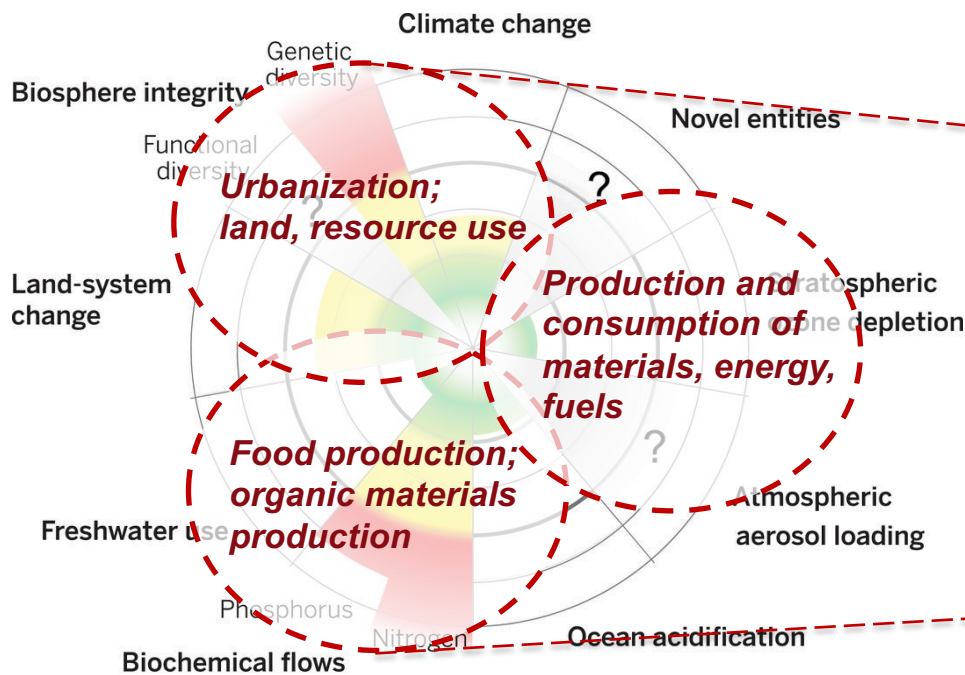 Climate change
Genetic
diversity
Biosphere integrity
Novel entities
Functional
diversity
?
?
Urbanization;
land, resource use
Land-system
change
Stratospheric
ozone depletion
Production and
consumption of
materials, energy,
fuels
?
Food production;
organic materials
production
Freshwater use
Atmospheric
aerosol loading
Phosphorus
Nitrogen
Ocean acidification
Biochemical flows